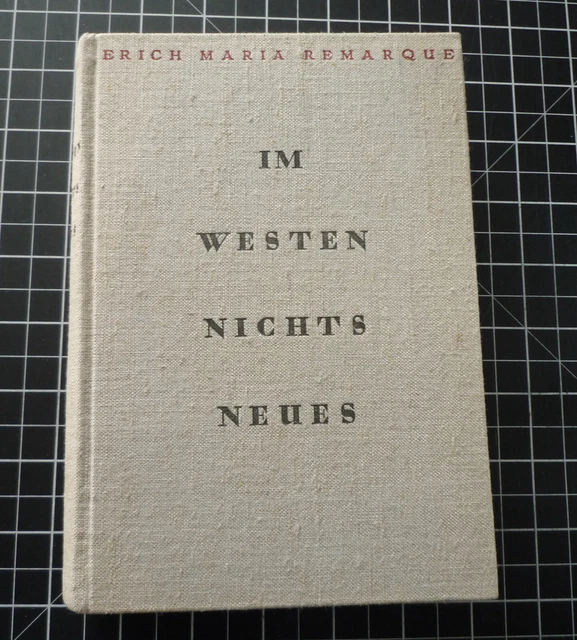 ERICH MARIA REMARQUE
IM
WESTEN
NICHTS
NEUES